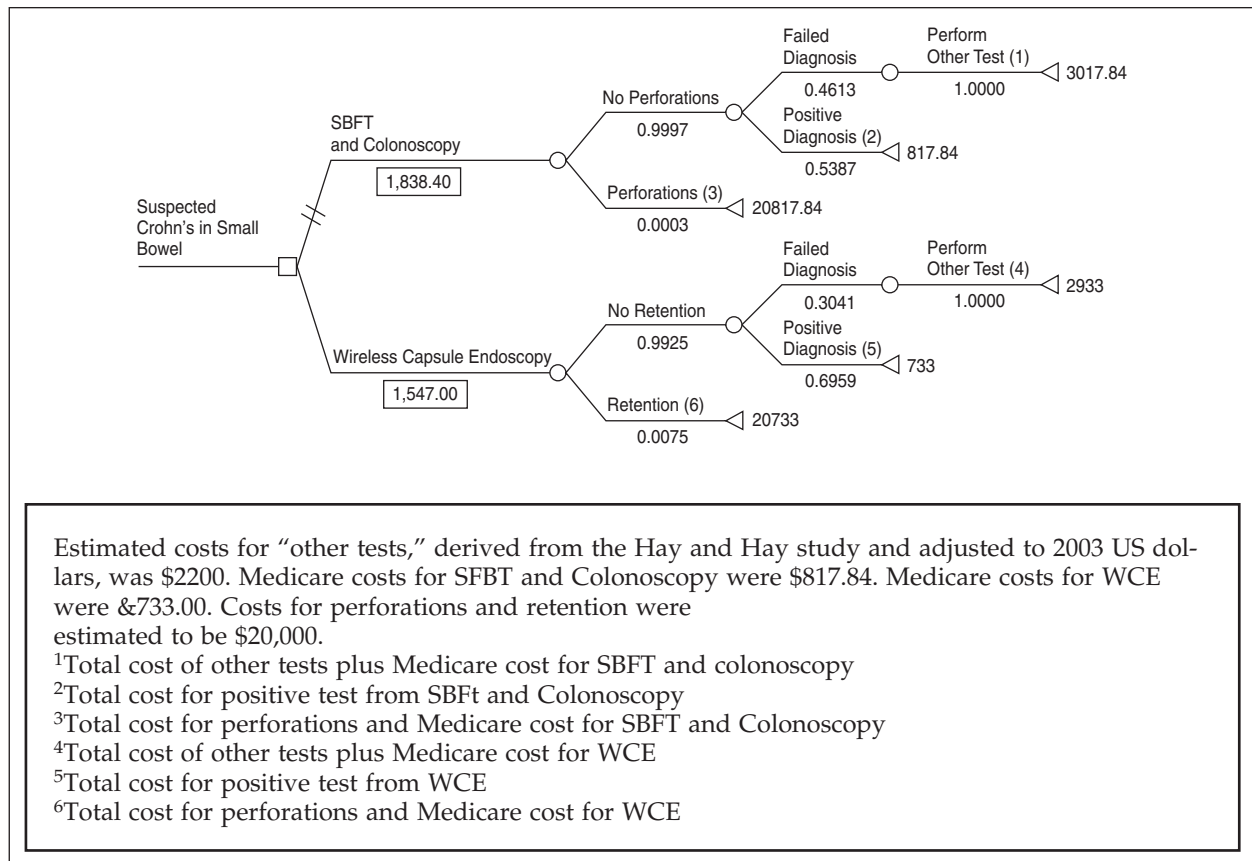 Failed
Diagnosis
0.4613
Perform
Other Test (1)
1.0000
3017.84
No Perforations
0.9997
Positive
Diagnosis (2)
0.5387
817.84
SBFT
and Colonoscopy
1,838.40
Perforations (3)
0.0003
20817.84
Suspected
Crohn's in Small
Bowel
Failed
Diagnosis
0.3041
Perform
Other Test (4)
1.0000
2933
No Retention
0.9925
Positive
Diagnosis (5)
0.6959
733
Wireless Capsule Endoscopy
1,547.00
Retention (6)
0.0075
20733
Estimated costs for “other tests,” derived from the Hay and Hay study and adjusted to 2003 US dol-
lars, was $2200. Medicare costs for SFBT and Colonoscopy were $817.84. Medicare costs for WCE
were &733.00. Costs for perforations and retention were
estimated to be $20,000.
¹Total cost of other tests plus Medicare cost for SBFT and colonoscopy
²Total cost for positive test from SBFt and Colonoscopy
³Total cost for perforations and Medicare cost for SBFT and Colonoscopy
⁴Total cost of other tests plus Medicare cost for WCE
⁵Total cost for positive test from WCE
⁶Total cost for perforations and Medicare cost for WCE